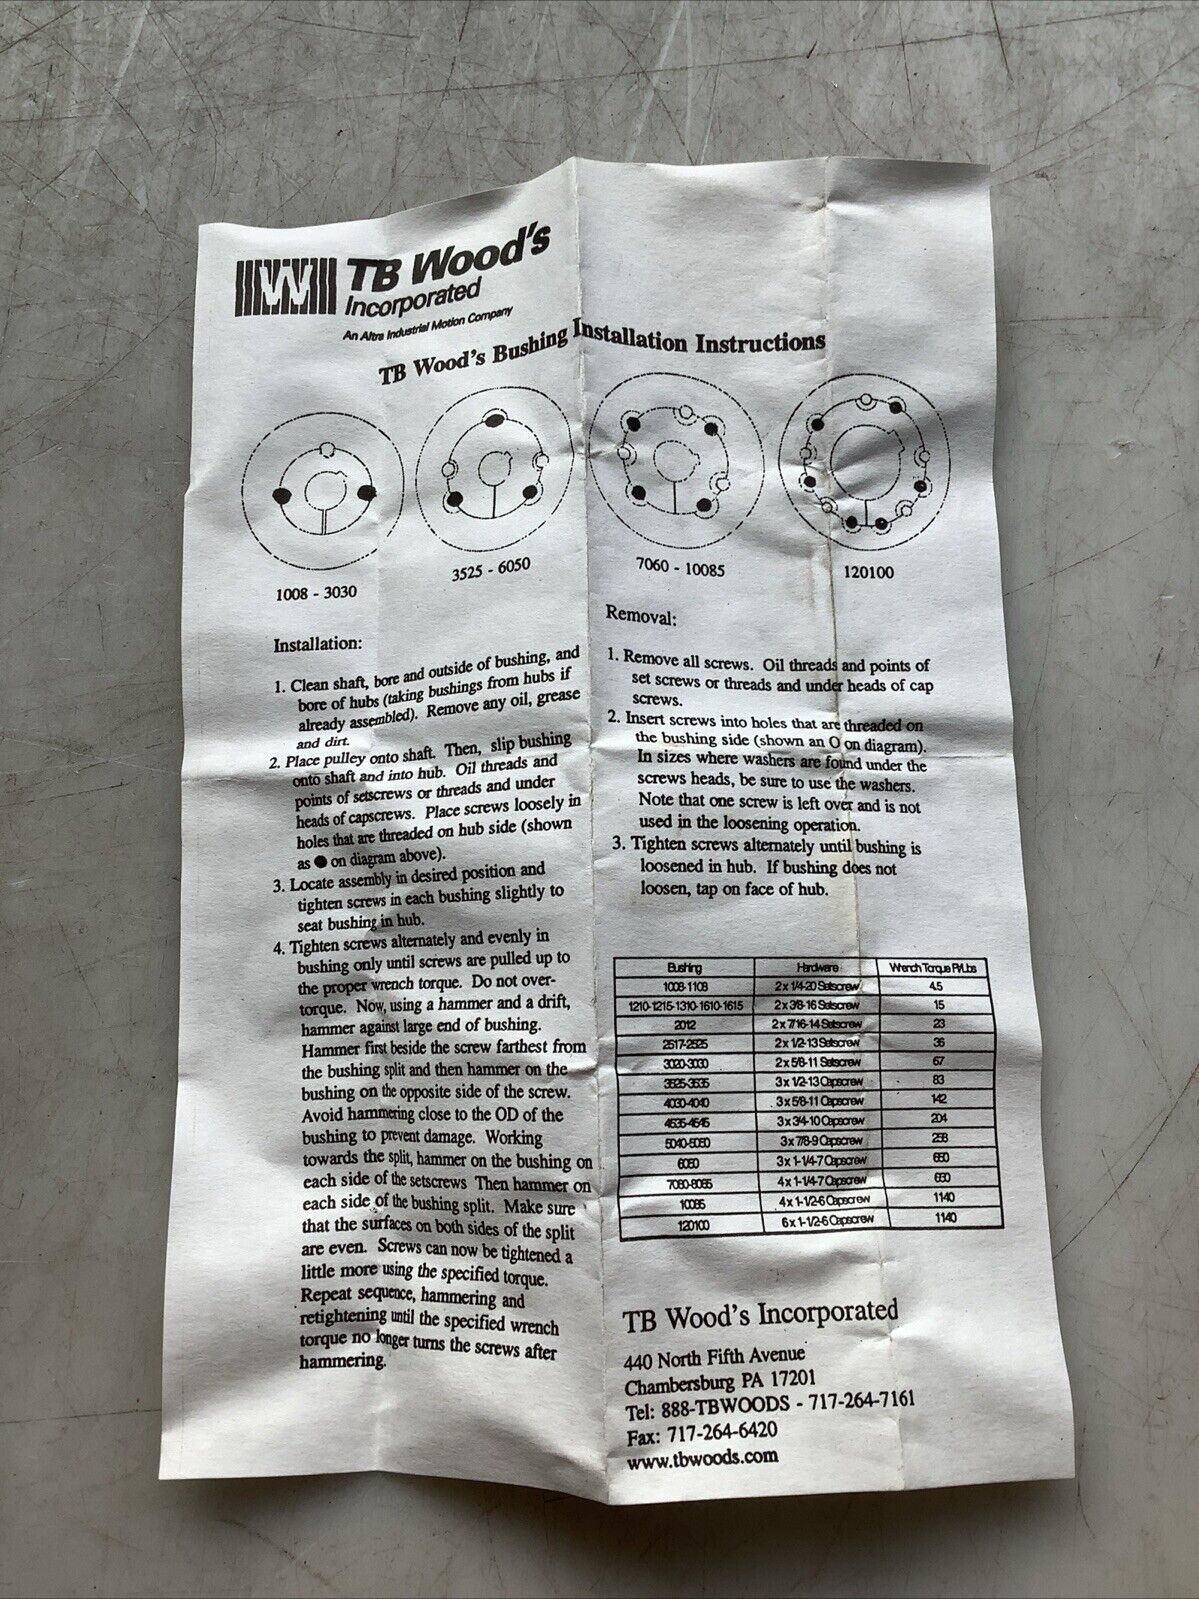 TB Wood's
Incorporated
An Altra Industrial Motion Company
TB Wood's Bushing Installation Instructions
1008 - 3030
3525 - 6050
7060 - 10085
120100
Installation:
1. Clean shaft, bore and outside of bushing, and
bore of hubs (taking bushings from hubs if
already assembled). Remove any oil, grease
and dirt.
2. Place pulley onto shaft. Then, slip bushing
onto shaft and into hub. Oil threads and
points of setscrews or threads and under
heads of capscrews. Place screws loosely in
holes that are threaded on hub side (shown
as ● on diagram above).
3. Locate assembly in desired position and
tighten screws in each bushing slightly to
seat bushing in hub.
4. Tighten screws alternately and evenly in
bushing only until screws are pulled up to
the proper wrench torque. Do not over-
torque. Now, using a hammer and a drift,
hammer against large end of bushing.
Hammer first beside the screw farthest from
the bushing split and then hammer on the
bushing on the opposite side of the screw.
Avoid hammering close to the OD of the
bushing to prevent damage. Working
towards the split, hammer on the bushing on
each side of the setscrews Then hammer on
each side of the bushing split. Make sure
that the surfaces on both sides of the split
are even. Screws can now be tightened a
little more using the specified torque.
Repeat sequence, hammering and
retightening until the specified wrench
torque no longer turns the screws after
hammering.
Removal:
1. Remove all screws. Oil threads and points of
set screws or threads and under heads of cap
screws.
2. Insert screws into holes that are threaded on
the bushing side (shown an O on diagram).
In sizes where washers are found under the
screws heads, be sure to use the washers.
Note that one screw is left over and is not
used in the loosening operation.
3. Tighten screws alternately until bushing is
loosened in hub. If bushing does not
loosen, tap on face of hub.
Bushing Hardware Wrench Torque Ft/Lbs
1008-1108 2 x 1/4-20 Setscrew 4.5
1210-1215-1310-1610-1615 2 x 3/8-16 Setscrew 15
2012 2 x 7/16-14 Setscrew 23
2517-2525 2 x 1/2-13 Setscrew 36
3020-3030 2 x 5/8-11 Setscrew 67
3525-3535 3 x 1/2-13 Capscrew 83
4030-4040 3 x 5/8-11 Capscrew 142
4535-4545 3 x 3/4-10 Capscrew 204
5040-5050 3 x 7/8-9 Capscrew 258
6050 3 x 1-1/4-7 Capscrew 650
7060-8065 4 x 1-1/4-7 Capscrew 650
10085 4 x 1-1/2-6 Capscrew 1140
120100 6 x 1-1/2-6 Capscrew 1140
TB Wood's Incorporated
440 North Fifth Avenue
Chambersburg PA 17201
Tel: 888-TBWOODS - 717-264-7161
Fax: 717-264-6420
www.tbwoods.com